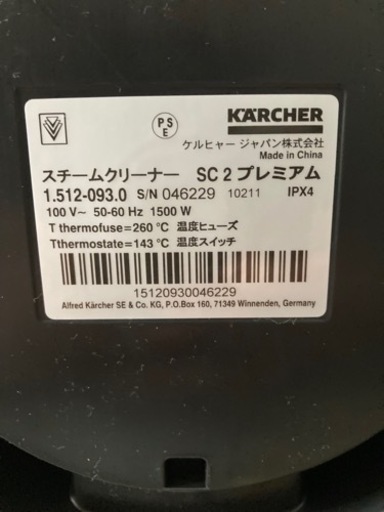 PS
E
KÄRCHER
ケルヒャー ジャパン株式会社
Made in China
スチームクリーナー SC 2 プレミアム
1.512-093.0 S/N 046229 10211 IPX4
100 V~ 50-60 Hz 1500 W
T thermofuse=260 ℃ 温度ヒューズ
Tthermostate=143 ℃ 温度スイッチ
15120930046229
Alfred Kärcher SE & Co. KG, P.O.Box 160, 71349 Winnenden, Germany